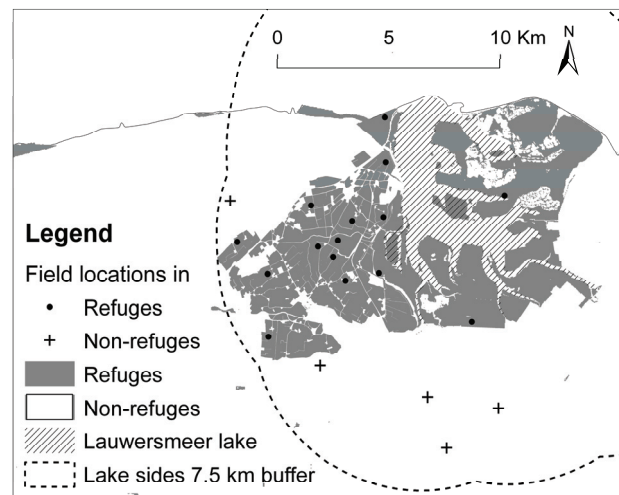 0 5 10 Km
N
Legend
Field locations in
Refuges
Non-refuges
Refuges
Non-refuges
Lauwersmeer lake
Lake sides 7.5 km buffer